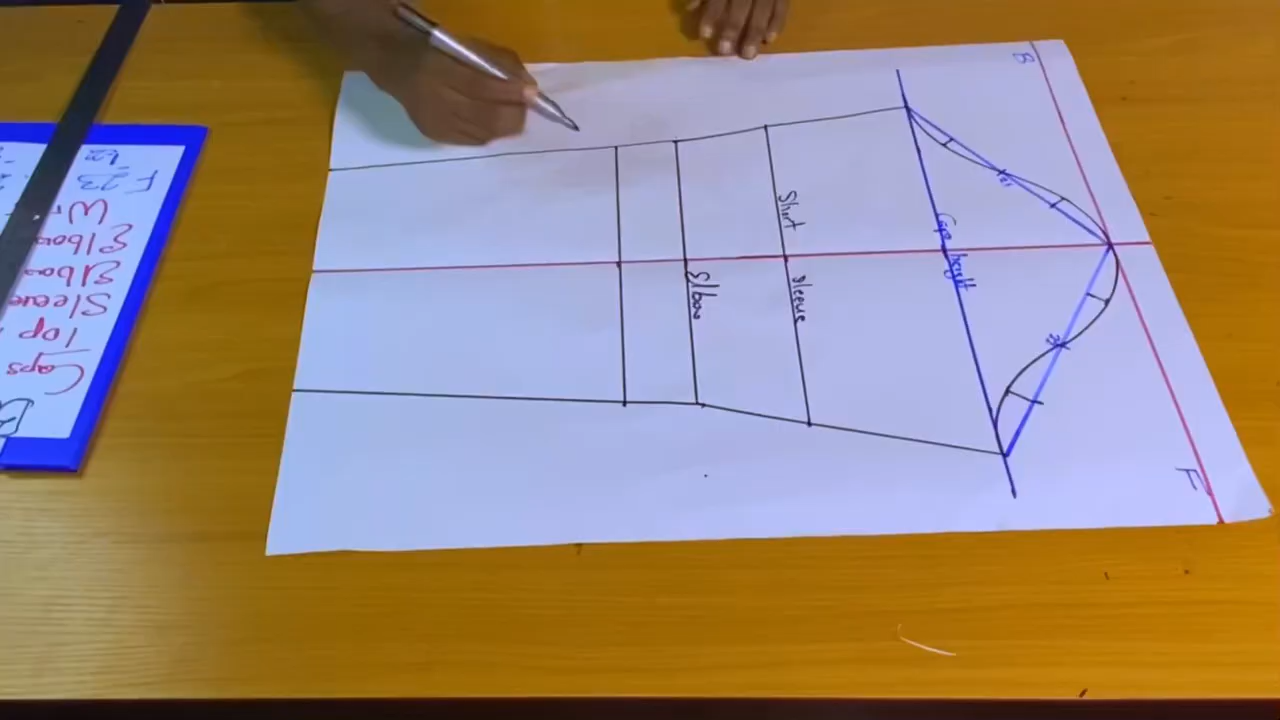 B
Cap height
Short sleeve
Elbow
F
Caps
Top
Sleeve
Elbow
Elbow
F 23